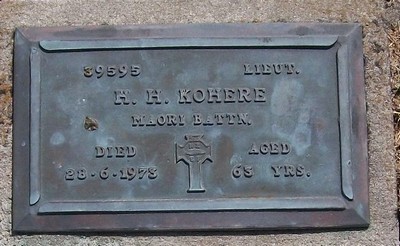 39595 LIEUT.
H. H. KOHERE
MAORI BATTN.
DIED AGED
28-6-1973 63 YRS.